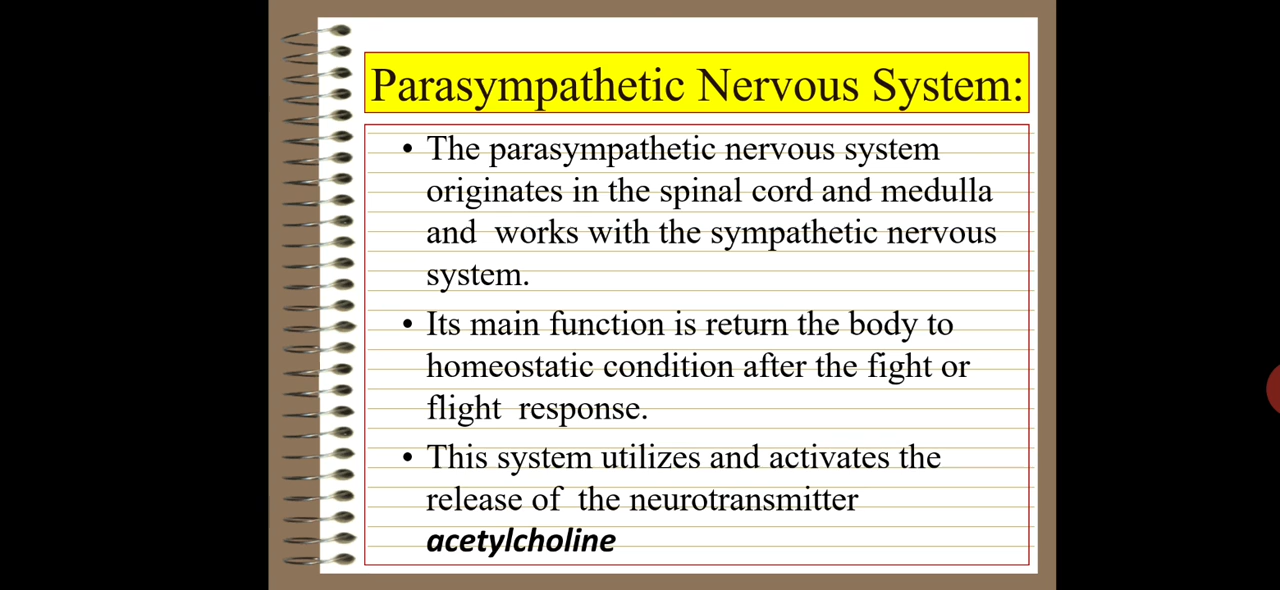 Parasympathetic Nervous System:
• The parasympathetic nervous system
originates in the spinal cord and medulla
and works with the sympathetic nervous
system.
• Its main function is return the body to
homeostatic condition after the fight or
flight response.
• This system utilizes and activates the
release of the neurotransmitter
acetylcholine